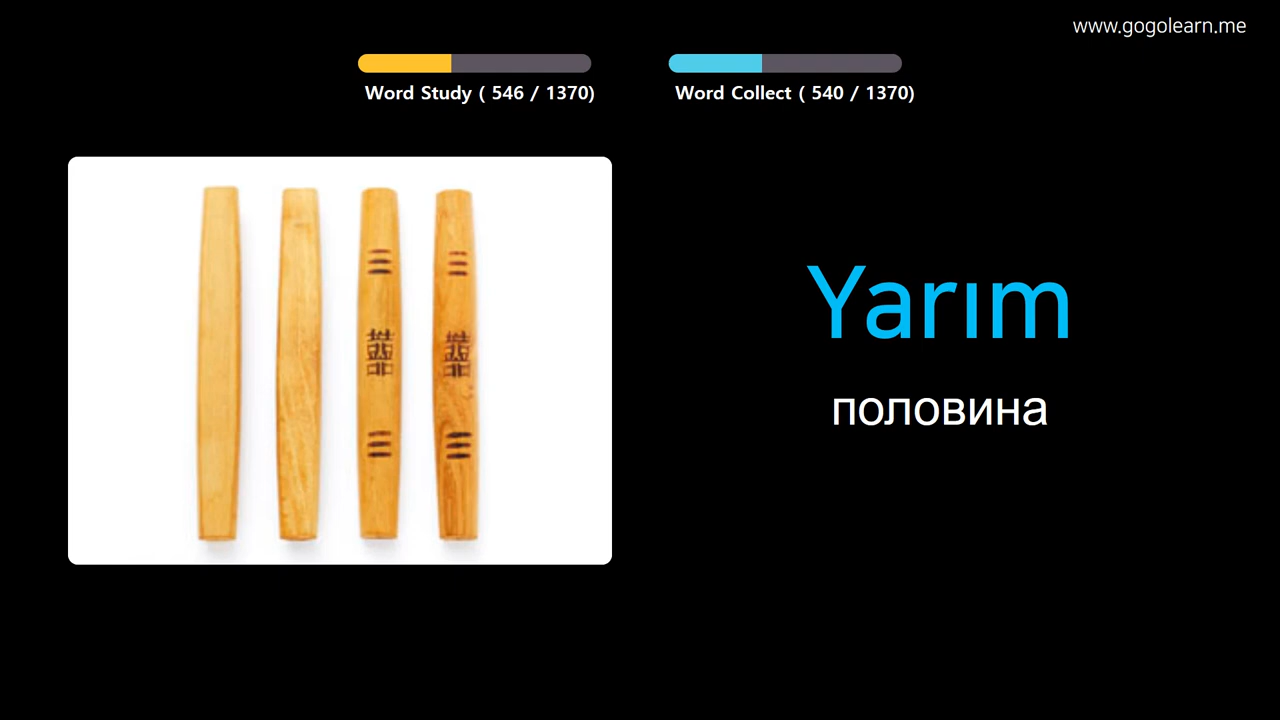 www.gogolearn.me
Word Study ( 546 / 1370)
Word Collect ( 540 / 1370)
Yarım
половина